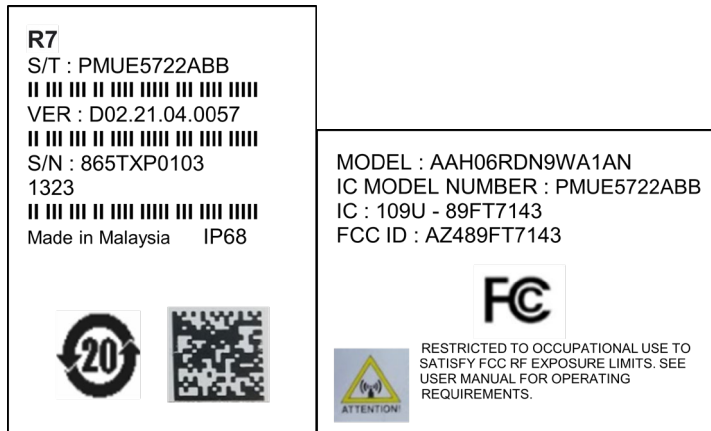 R7
S/T : PMUE5722ABB
VER : D02.21.04.0057
S/N : 865TXP0103
1323
Made in Malaysia IP68
20
MODEL : AAH06RDN9WA1AN
IC MODEL NUMBER : PMUE5722ABB
IC : 109U - 89FT7143
FCC ID : AZ489FT7143
FC
RESTRICTED TO OCCUPATIONAL USE TO
SATISFY FCC RF EXPOSURE LIMITS. SEE
USER MANUAL FOR OPERATING
REQUIREMENTS.
ATTENTION!